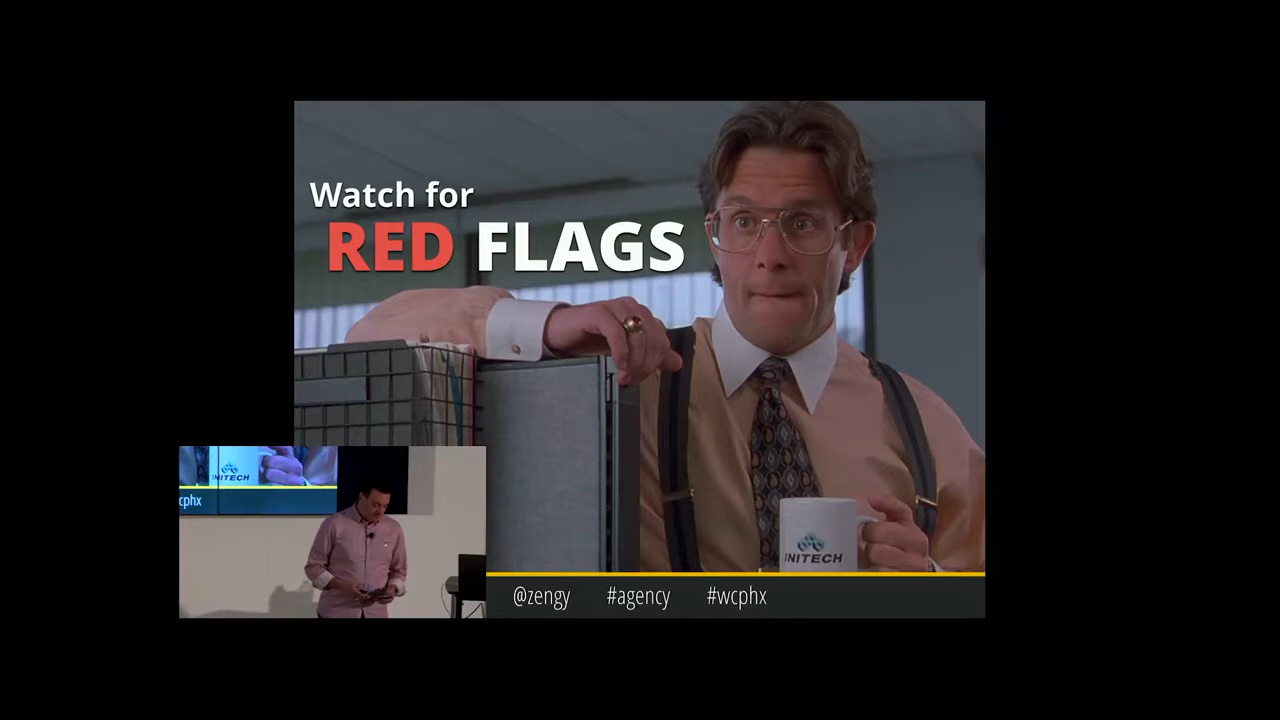 Watch for
RED FLAGS
INITECH
INITECH
cphx
@zengy #agency #wcphx